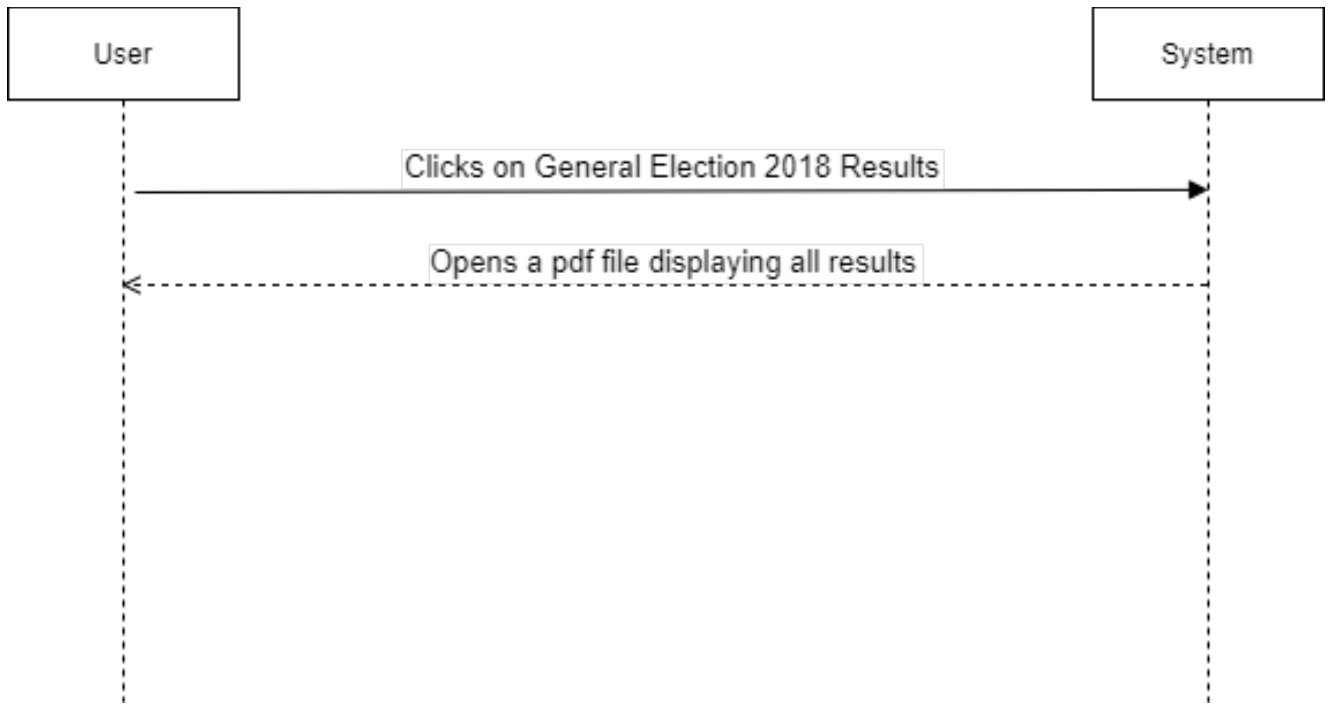 User
System
Clicks on General Election 2018 Results
Opens a pdf file displaying all results